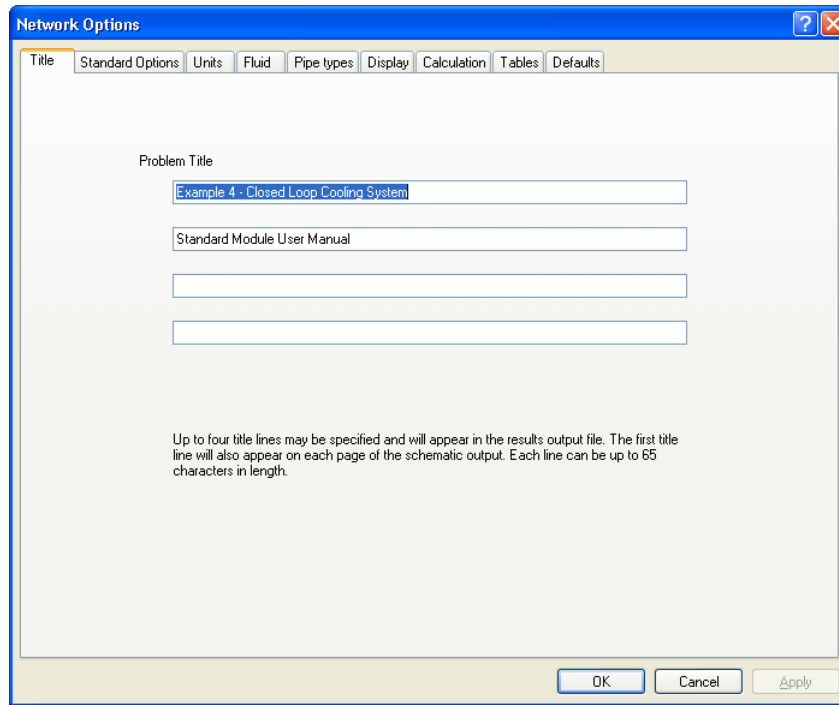 Network Options
Title Standard Options Units Fluid Pipe types Display Calculation Tables Defaults
Problem Title
Example 4 - Closed Loop Cooling System
Standard Module User Manual
Up to four title lines may be specified and will appear in the results output file. The first title
line will also appear on each page of the schematic output. Each line can be up to 65
characters in length.
OK Cancel Apply